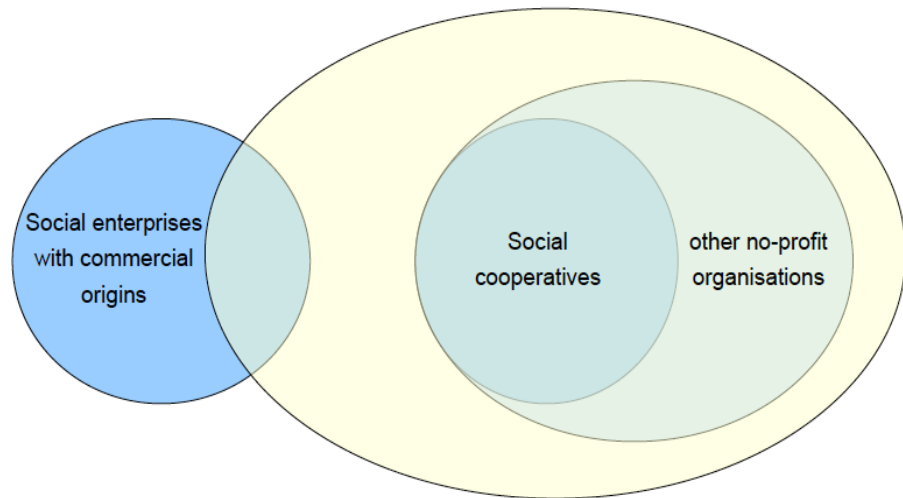 Social enterprises
with commercial
origins
Social
cooperatives
other no-profit
organisations